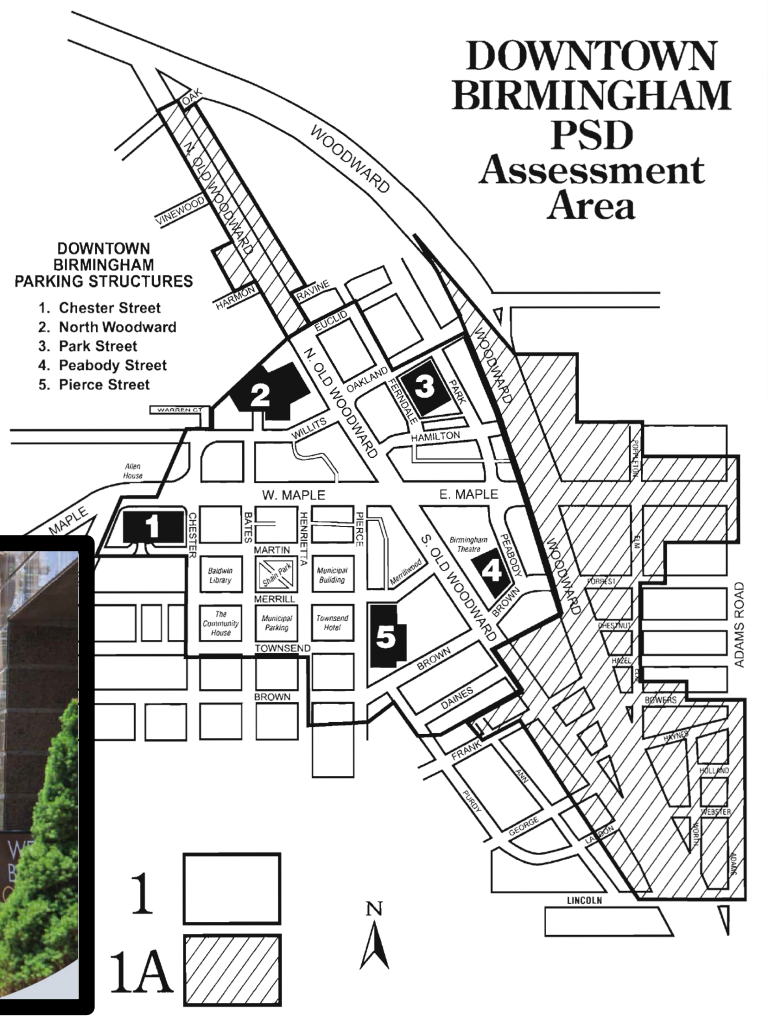 DOWNTOWN
BIRMINGHAM
PSD
Assessment
Area
DOWNTOWN
BIRMINGHAM
PARKING STRUCTURES
1. Chester Street
2. North Woodward
3. Park Street
4. Peabody Street
5. Pierce Street
OAK
WOODWARD
N. OLD WOODWARD
VINEWOOD
HARMON
RAVINE
EUCLID
N. OLD WOODWARD
OAKLAND
FERNDALE
PARK
WOODWARD
2
3
WARREN CT
WILLITS
HAMILTON
POPPLETON
Allen
House
W. MAPLE
E. MAPLE
MAPLE
1
CHESTER
BATES
HENRIETTA
PIERCE
MARTIN
S. OLD WOODWARD
Birmingham
Theatre
PEABODY
4
WOODWARD
ELM
Baldwin
Library
Shain Park
Municipal
Building
Merrillwood
MERRILL
BROWN
FORREST
ADAMS ROAD
The
Community
House
Municipal
Parking
Townsend
Hotel
5
CHESTNUT
TOWNSEND
BROWN
HAZEL
BROWN
DAINES
BOWERS
FRANK
ANN
HAYNES
HOLLAND
PURDY
GEORGE
WEBSTER
WORTH
ADAMS
LINCOLN
WE
B
1
1A
N